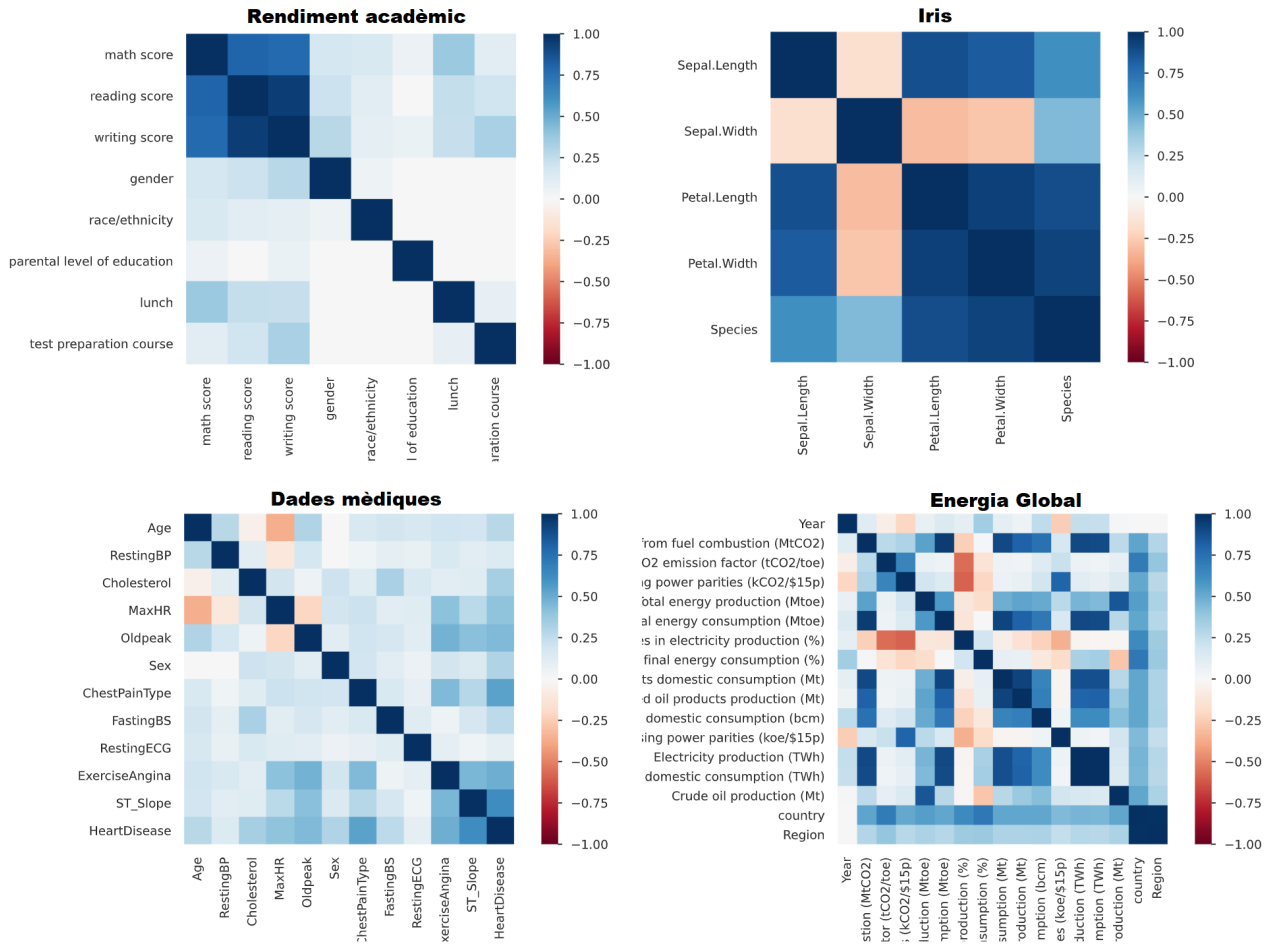 Rendiment acadèmic
math score
reading score
writing score
gender
race/ethnicity
parental level of education
lunch
test preparation course
1.00
0.75
0.50
0.25
0.00
−0.25
−0.50
−0.75
−1.00
math score
reading score
writing score
gender
race/ethnicity
l of education
lunch
aration course
Iris
Sepal.Length
Sepal.Width
Petal.Length
Petal.Width
Species
1.00
0.75
0.50
0.25
0.00
−0.25
−0.50
−0.75
−1.00
Sepal.Length
Sepal.Width
Petal.Length
Petal.Width
Species
Dades mèdiques
Age
RestingBP
Cholesterol
MaxHR
Oldpeak
Sex
ChestPainType
FastingBS
RestingECG
ExerciseAngina
ST_Slope
HeartDisease
1.00
0.75
0.50
0.25
0.00
−0.25
−0.50
−0.75
−1.00
Age
RestingBP
Cholesterol
MaxHR
Oldpeak
Sex
ChestPainType
FastingBS
RestingECG
xerciseAngina
ST_Slope
HeartDisease
Energia Global
Year
from fuel combustion (MtCO2)
O2 emission factor (tCO2/toe)
ng power parities (kCO2/$15p)
otal energy production (Mtoe)
al energy consumption (Mtoe)
es in electricity production (%)
final energy consumption (%)
ts domestic consumption (Mt)
d oil products production (Mt)
domestic consumption (bcm)
sing power parities (koe/$15p)
Electricity production (TWh)
domestic consumption (TWh)
Crude oil production (Mt)
country
Region
1.00
0.75
0.50
0.25
0.00
−0.25
−0.50
−0.75
−1.00
Year
stion (MtCO2)
tor (tCO2/toe)
s (kCO2/$15p)
luction (Mtoe)
mption (Mtoe)
production (%)
nsumption (%)
sumption (Mt)
roduction (Mt)
mption (bcm)
es (koe/$15p)
duction (TWh)
mption (TWh)
roduction (Mt)
country
Region